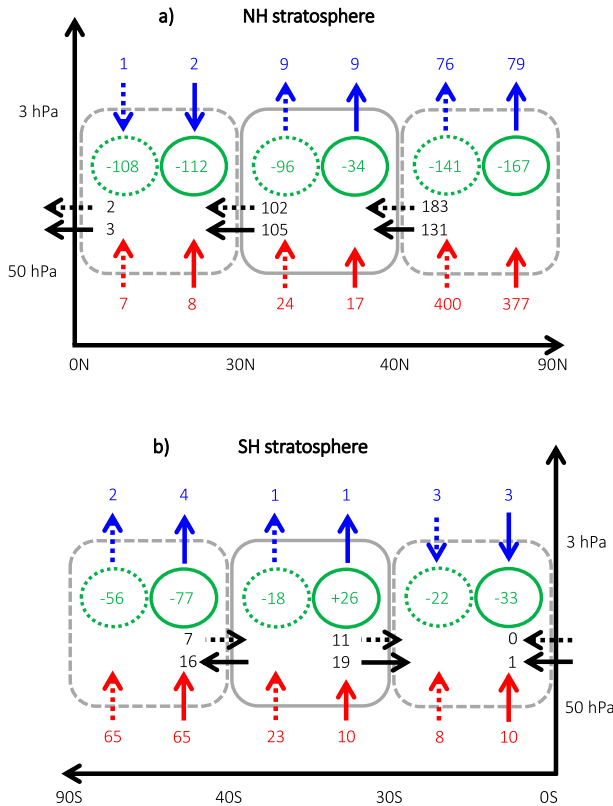 a) NH stratosphere
1 2 9 9 76 79
3 hPa
-108 -112 -96 -34 -141 -167
2 102 183
3 105 131
50 hPa
7 8 24 17 400 377
0N 30N 40N 90N
b) SH stratosphere
2 4 1 1 3 3
3 hPa
-56 -77 -18 +26 -22 -33
7 11 0
16 19 1
50 hPa
65 65 23 10 8 10
90S 40S 30S 0S